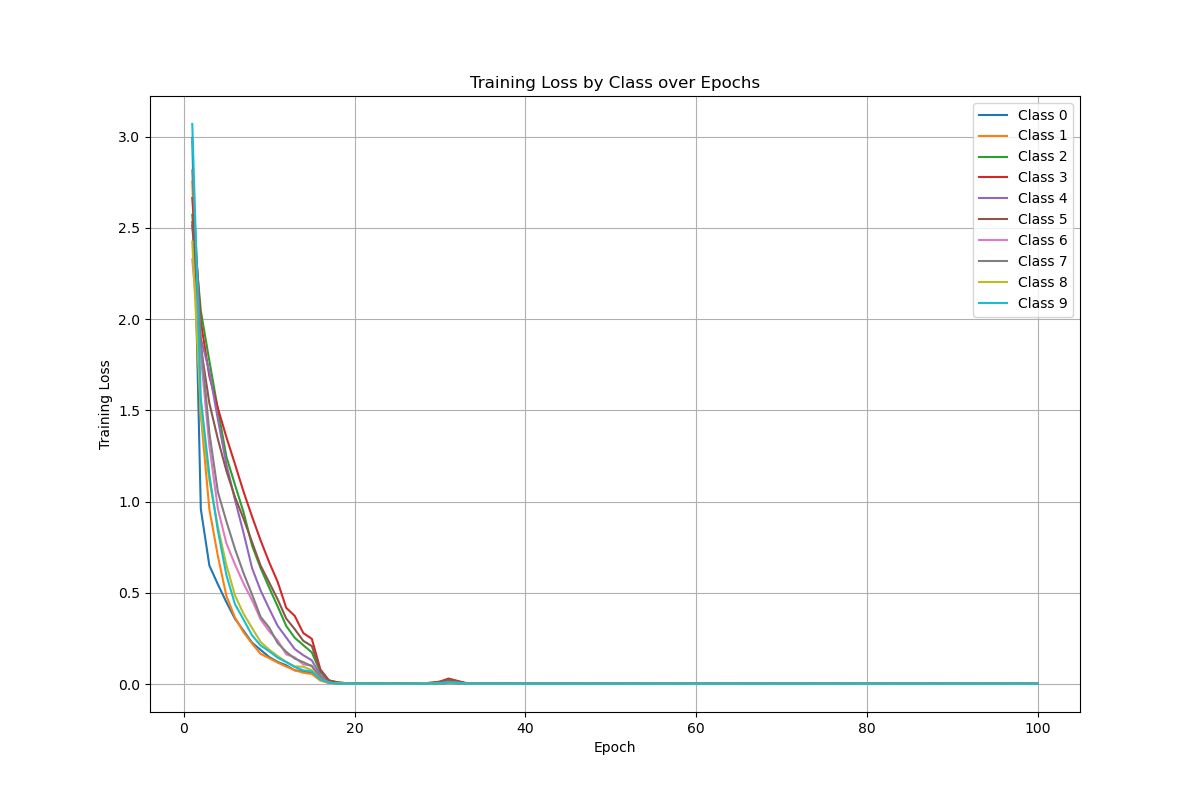 Training Loss by Class over Epochs
Training Loss
3.0
2.5
2.0
1.5
1.0
0.5
0.0
0 20 40 60 80 100
Epoch
Class 0
Class 1
Class 2
Class 3
Class 4
Class 5
Class 6
Class 7
Class 8
Class 9